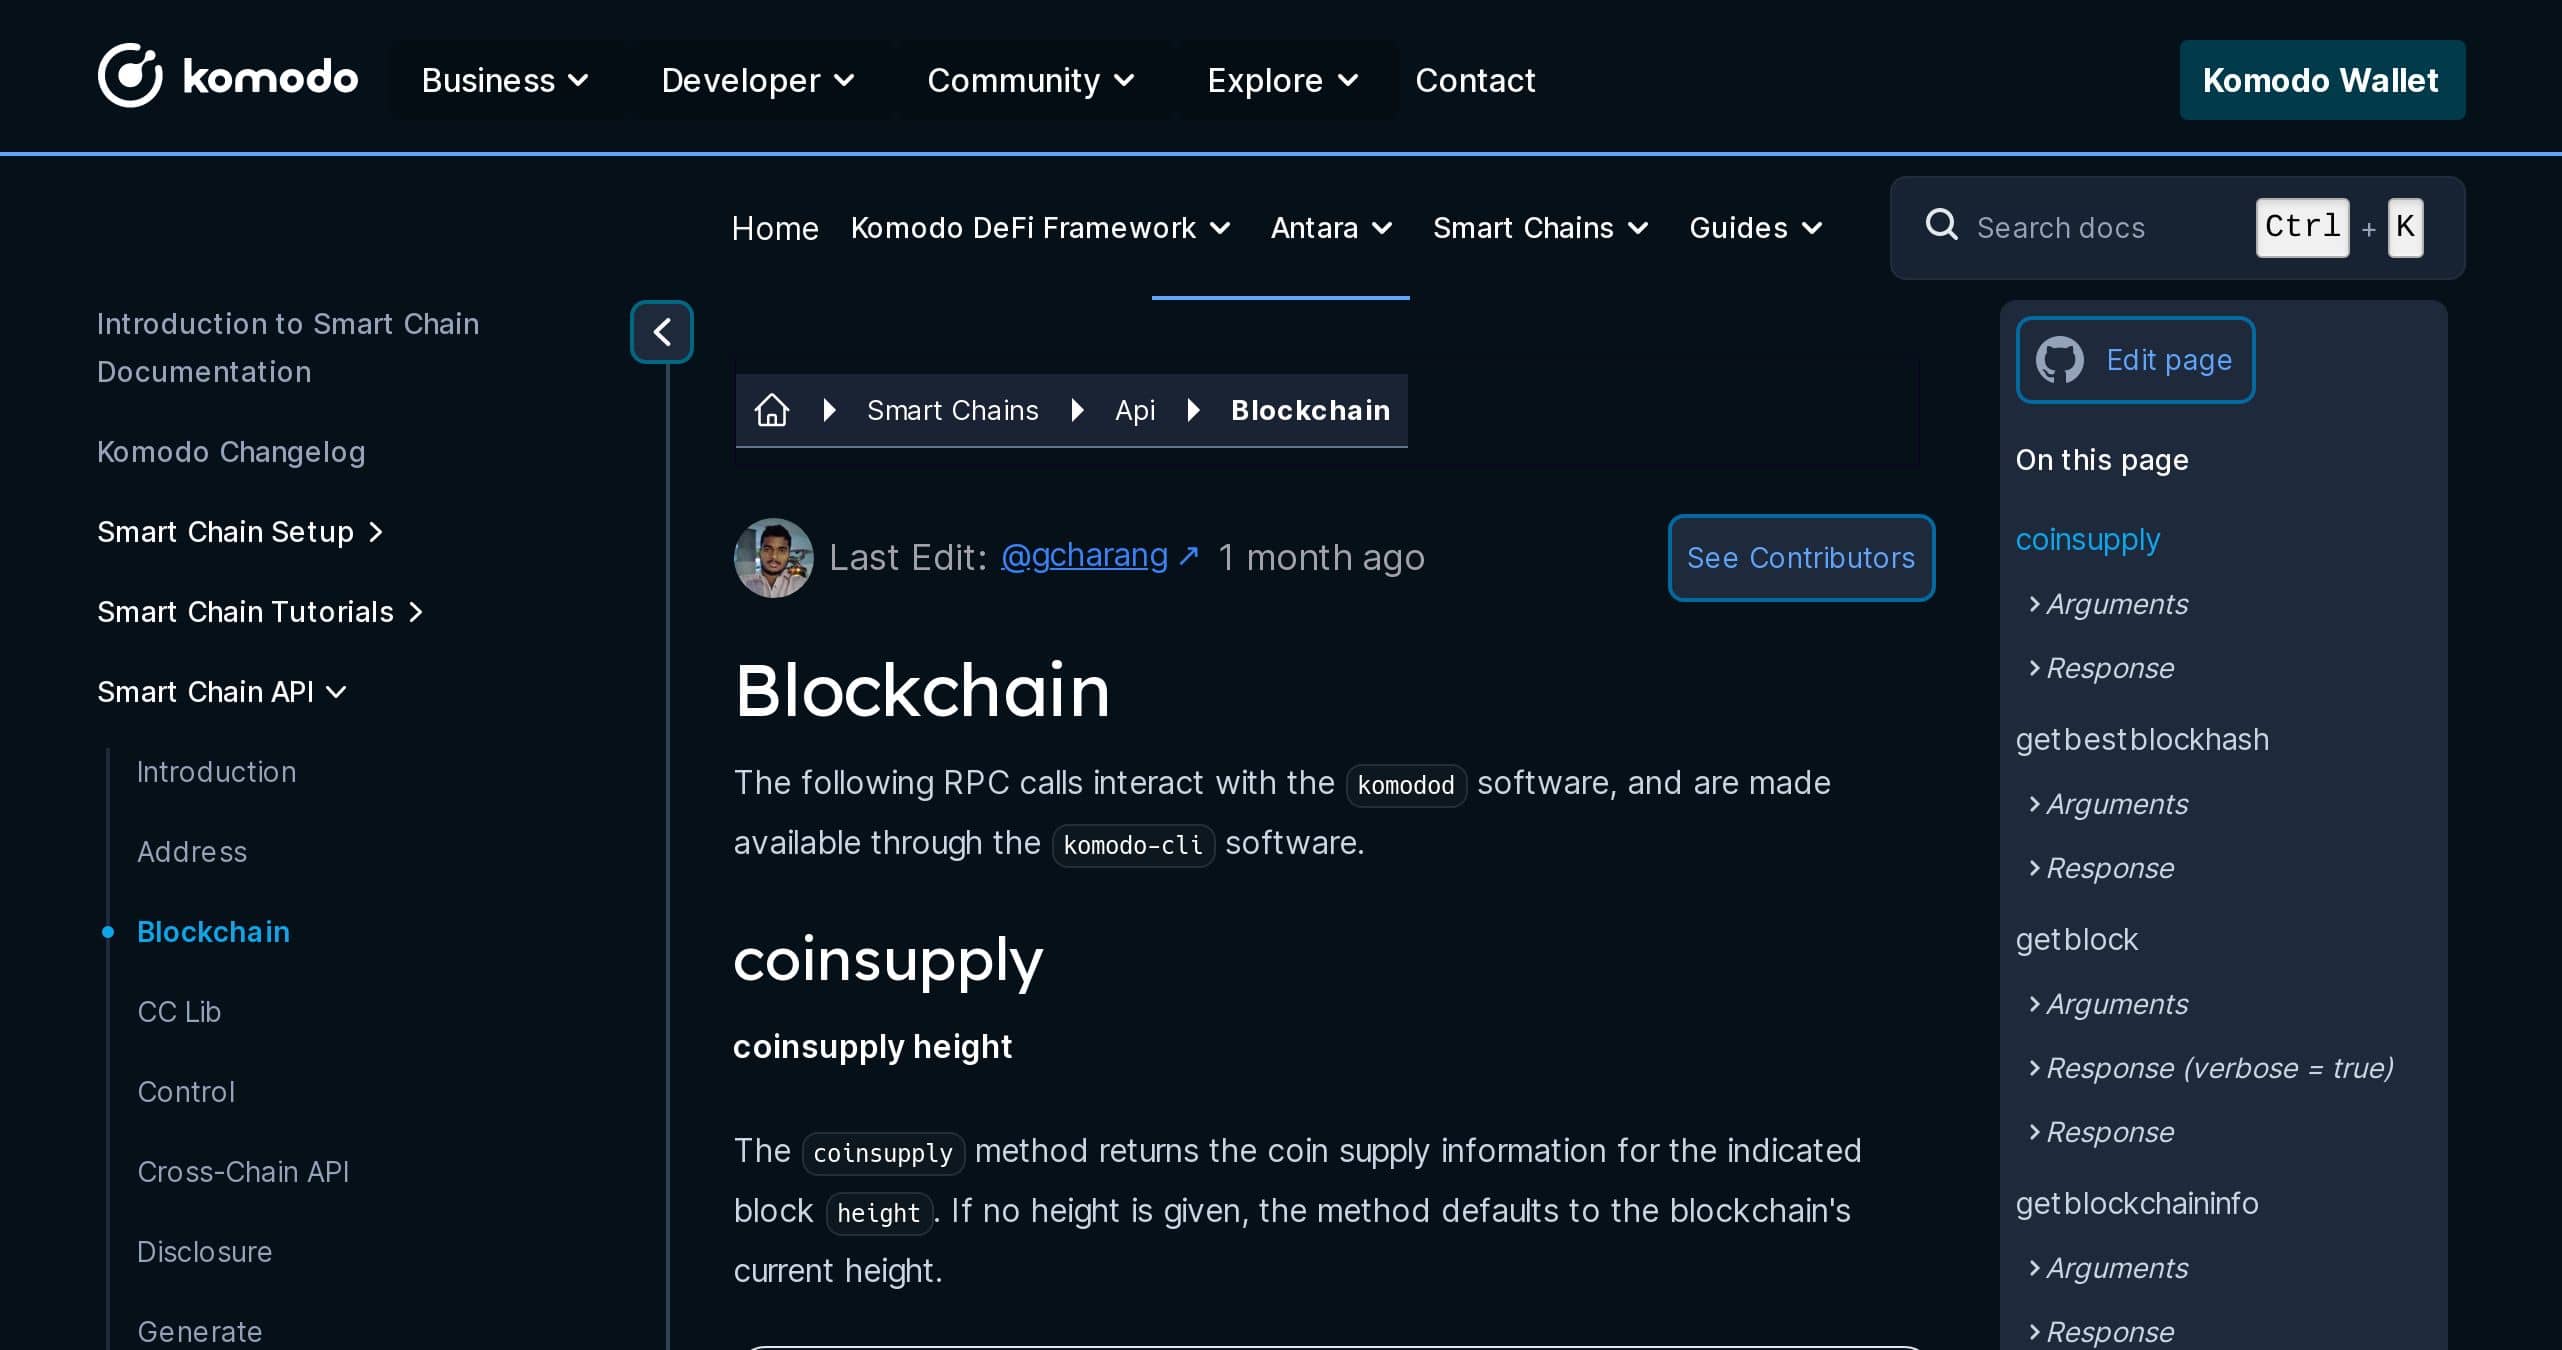 komodo
Business
Developer
Community
Explore
Contact
Komodo Wallet
Home
Komodo DeFi Framework
Antara
Smart Chains
Guides
Search docs
Ctrl + K
Introduction to Smart Chain
Documentation
Komodo Changelog
Smart Chain Setup
Smart Chain Tutorials
Smart Chain API
Introduction
Address
Blockchain
CC Lib
Control
Cross-Chain API
Disclosure
Generate
Smart Chains
Api
Blockchain
Last Edit: @gcharang ↗ 1 month ago
See Contributors
Blockchain
The following RPC calls interact with the komodod software, and are made
available through the komodo-cli software.
coinsupply
coinsupply height
The coinsupply method returns the coin supply information for the indicated
block height. If no height is given, the method defaults to the blockchain's
current height.
Edit page
On this page
coinsupply
Arguments
Response
getbestblockhash
Arguments
Response
getblock
Arguments
Response (verbose = true)
Response
getblockchaininfo
Arguments
Response